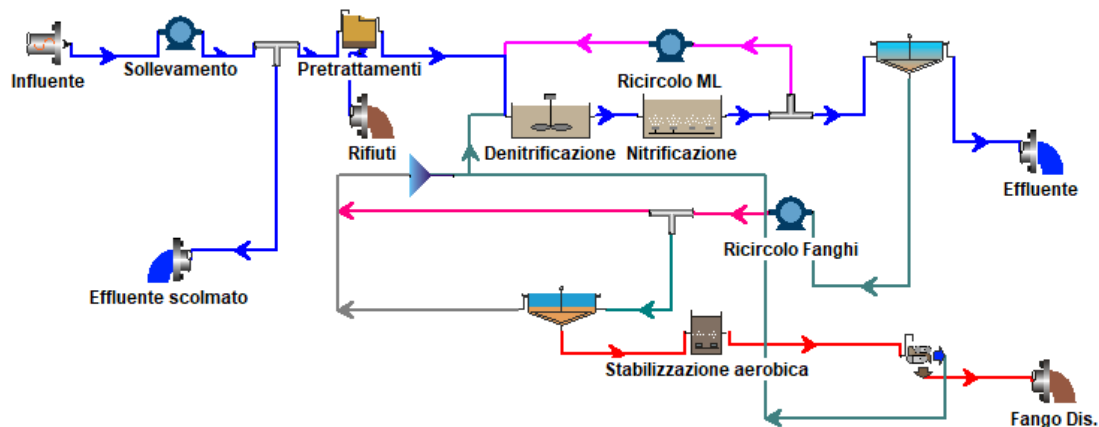 Influente
Sollevamento
Pretrattamenti
Ricircolo ML
Rifiuti
Denitrificazione
Nitrificazione
Effluente
Ricircolo Fanghi
Effluente scolmato
Stabilizzazione aerobica
Fango Dis.